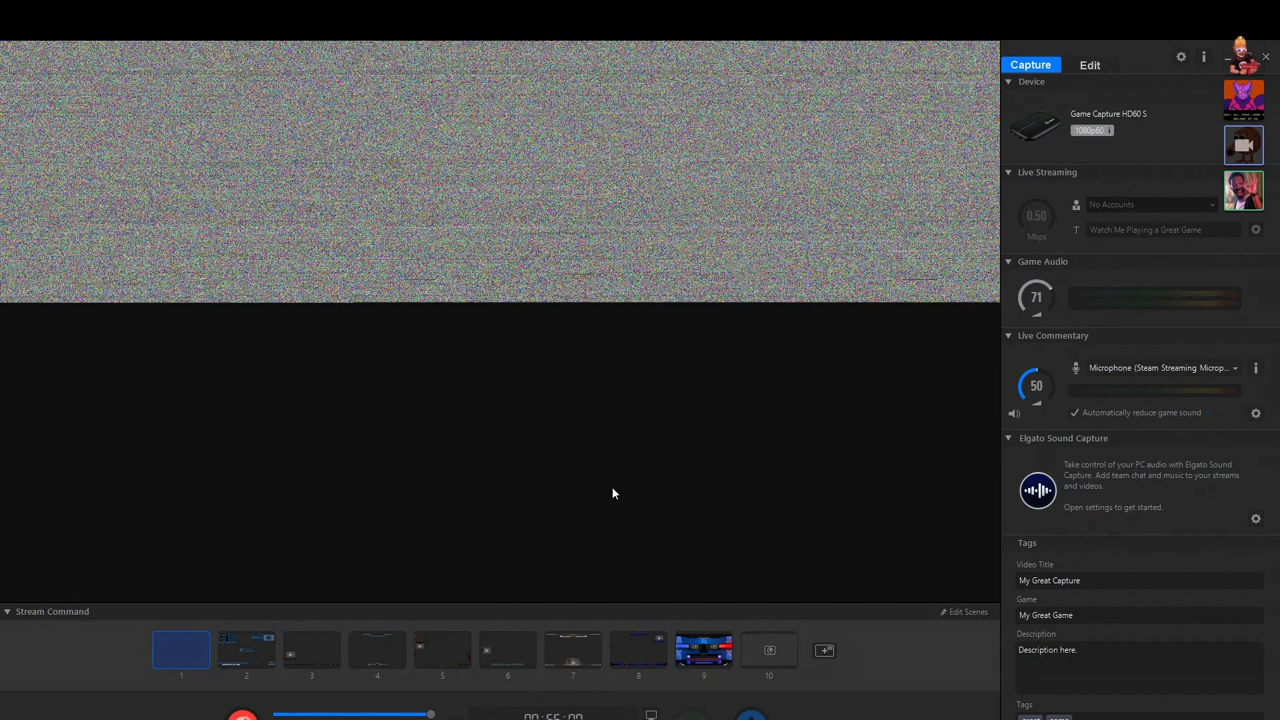 Capture
Edit
Device
Game Capture HD60 S
1080p60 i
Live Streaming
0.50
Mbps
No Accounts
T Watch Me Playing a Great Game
Game Audio
71
Live Commentary
50
Microphone (Steam Streaming Microp...
Automatically reduce game sound
Elgato Sound Capture
Take control of your PC audio with Elgato Sound
Capture. Add team chat and music to your streams
and videos.
Open settings to get started.
Tags
Video Title
My Great Capture
Game
My Great Game
Description
Description here.
Tags
Stream Command
Edit Scenes
1 2 3 4 5 6 7 8 9 10
00:55:00